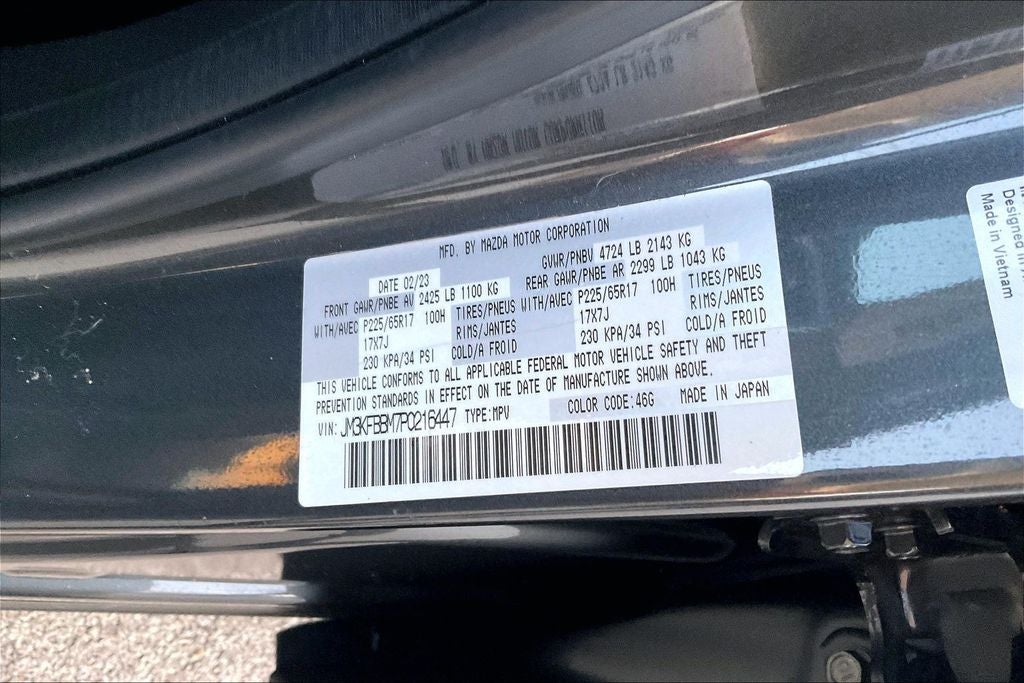 MFD. BY MAZDA MOTOR CORPORATION
DATE 02/23 GVWR/PNBV 4724 LB 2143 KG
FRONT GAWR/PNBE AV 2425 LB 1100 KG REAR GAWR/PNBE AR 2299 LB 1043 KG
WITH/AVEC P225/65R17 100H TIRES/PNEUS WITH/AVEC P225/65R17 100H TIRES/PNEUS
17X7J RIMS/JANTES 17X7J RIMS/JANTES
230 KPA/34 PSI COLD/A FROID 230 KPA/34 PSI COLD/A FROID
THIS VEHICLE CONFORMS TO ALL APPLICABLE FEDERAL MOTOR VEHICLE SAFETY AND THEFT
PREVENTION STANDARDS IN EFFECT ON THE DATE OF MANUFACTURE SHOWN ABOVE.
VIN: JM3KFBBM7P0216447 TYPE:MPV COLOR CODE:46G MADE IN JAPAN
Designed in
Made in Vietnam